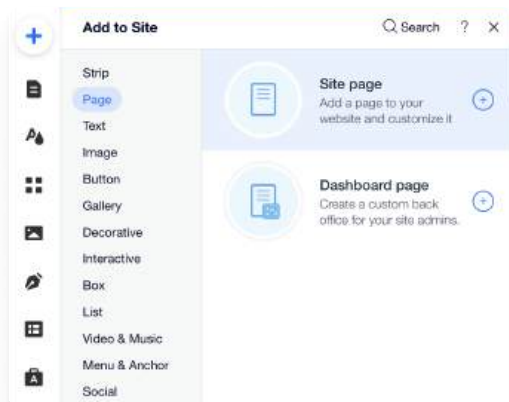 Add to Site
Search ?
Strip
Page
Text
Image
Button
Gallery
Decorative
Interactive
Box
List
Video & Music
Menu & Anchor
Social
Site page
Add a page to your
website and customize it
Dashboard page
Create a custom back
office for your site admins.